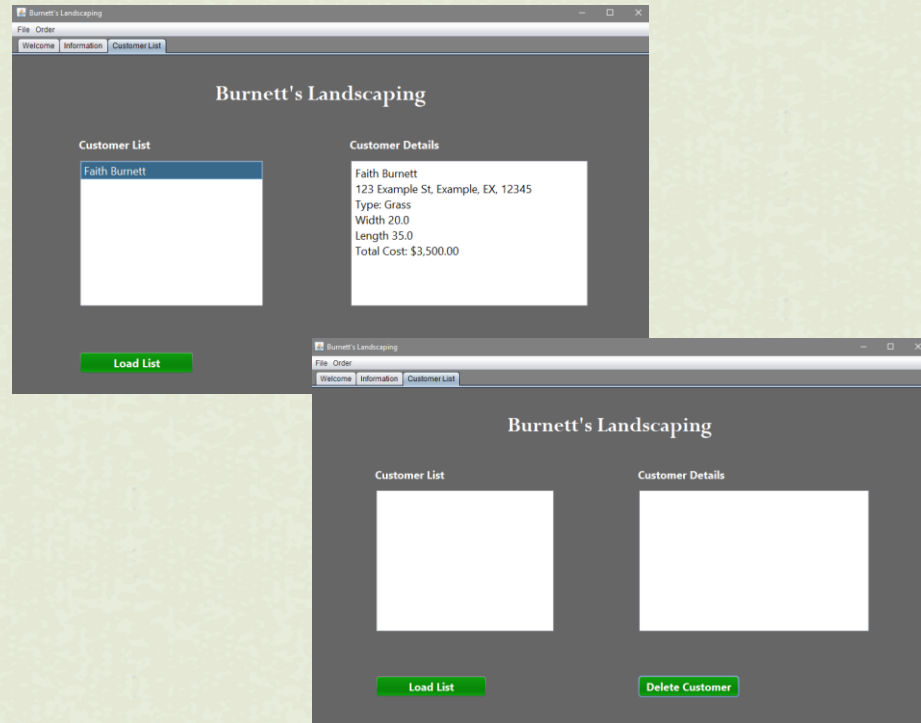 Burnett's Landscaping
File Order
Welcome Information Customer List
Burnett's Landscaping
Customer List Customer Details
Faith Burnett
Faith Burnett
123 Example St, Example, EX, 12345
Type: Grass
Width 20.0
Length 35.0
Total Cost: $3,500.00
Load List
Burnett's Landscaping
File Order
Welcome Information Customer List
Burnett's Landscaping
Customer List Customer Details
Load List Delete Customer